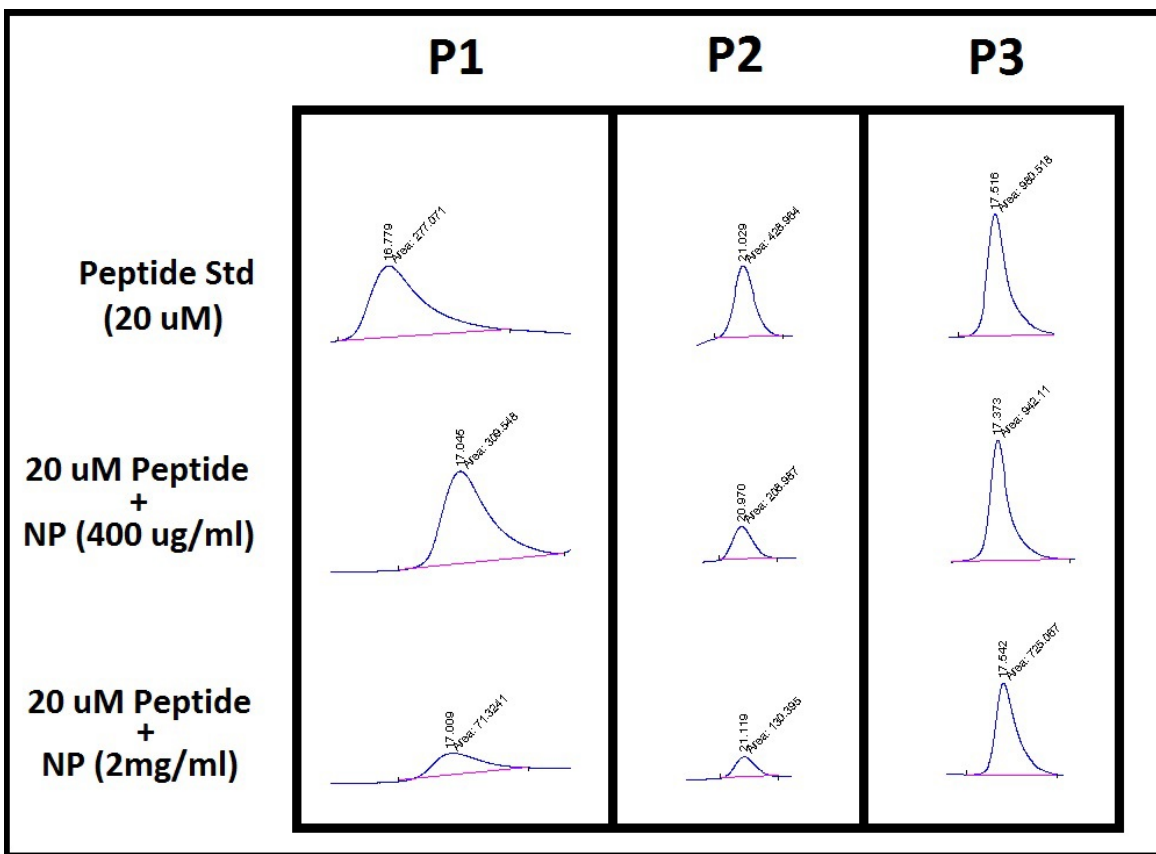 P1 P2 P3
Peptide Std
(20 uM)
16.779
Area: 277.071
21.029
Area: 428.964
17.516
Area: 980.518
20 uM Peptide
+
NP (400 ug/ml)
17.045
Area: 309.548
20.970
Area: 208.987
17.373
Area: 942.11
20 uM Peptide
+
NP (2mg/ml)
17.009
Area: 71.3241
21.119
Area: 130.395
17.542
Area: 725.067